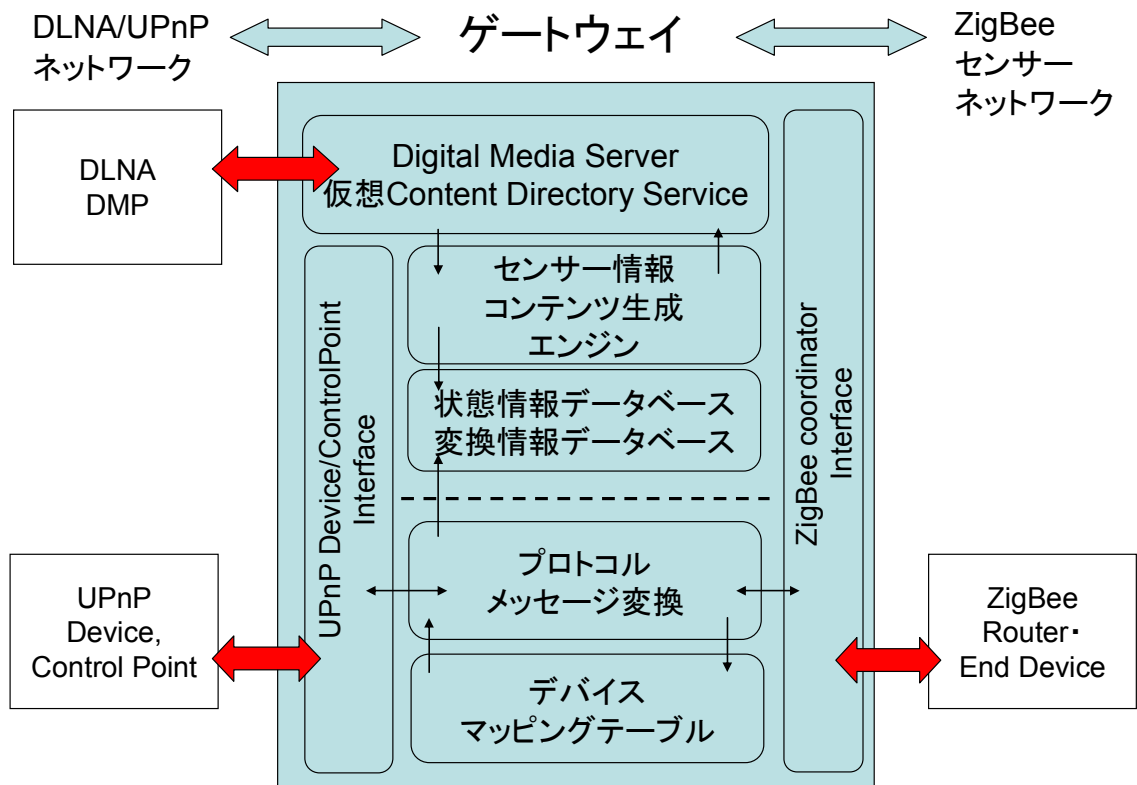 DLNA/UPnP
ネットワーク
ゲートウェイ
ZigBee
センサー
ネットワーク
DLNA
DMP
Digital Media Server
仮想Content Directory Service
センサー情報
コンテンツ生成
エンジン
状態情報データベース
変換情報データベース
UPnP Device/ControlPoint
Interface
ZigBee coordinator
Interface
プロトコル
メッセージ変換
デバイス
マッピングテーブル
UPnP
Device,
Control Point
ZigBee
Router・
End Device